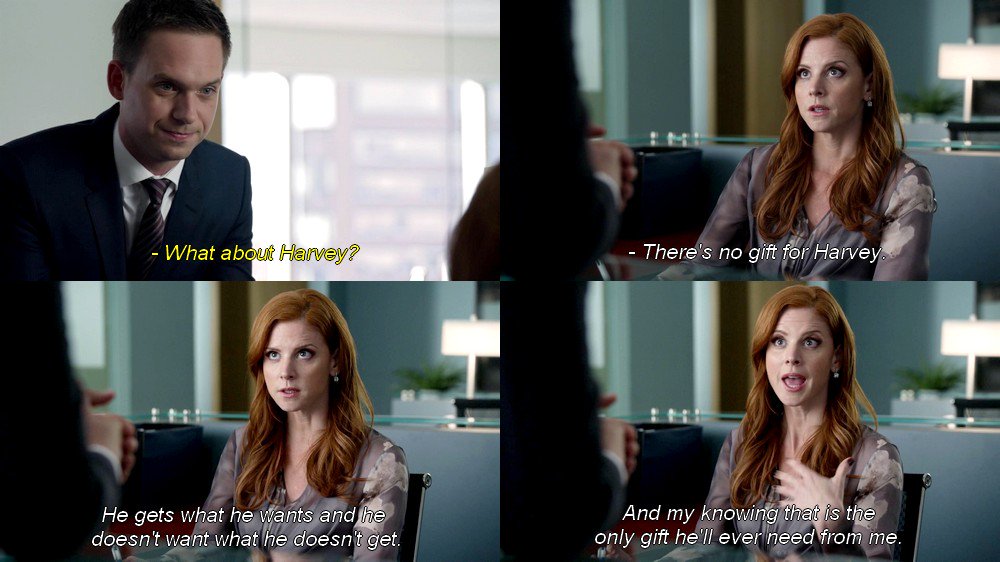 - What about Harvey?
- There's no gift for Harvey.
He gets what he wants and he
doesn't want what he doesn't get.
And my knowing that is the
only gift he'll ever need from me.